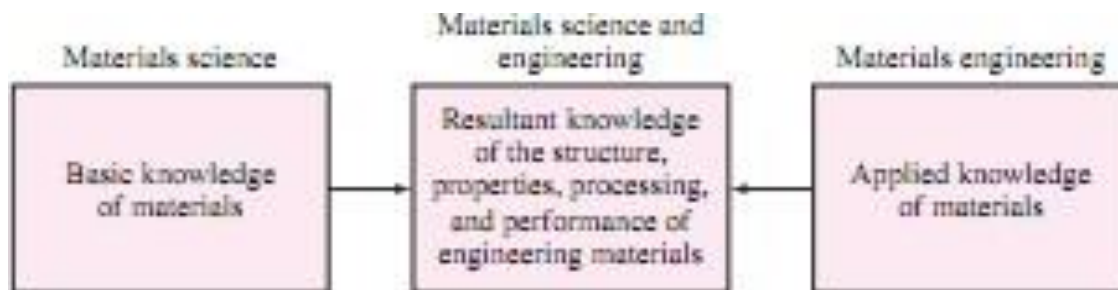 Materials science
Basic knowledge
of materials
Materials science and
engineering
Resultant knowledge
of the structure,
properties, processing,
and performance of
engineering materials
Materials engineering
Applied knowledge
of materials